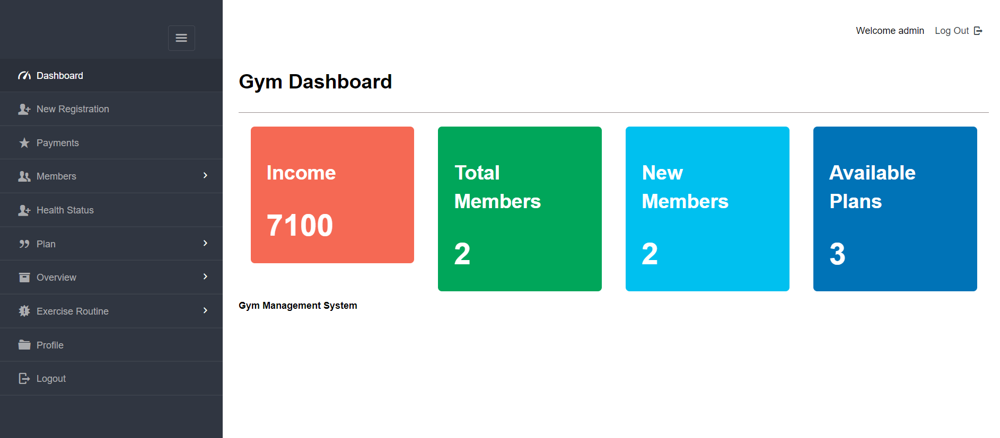 Welcome admin Log Out
Dashboard
New Registration
Payments
Members
Health Status
Plan
Overview
Exercise Routine
Profile
Logout
Gym Dashboard
Income
7100
Total
Members
2
New
Members
2
Available
Plans
3
Gym Management System